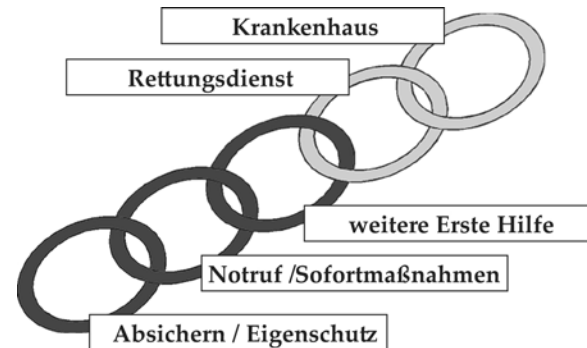 Krankenhaus
Rettungsdienst
weitere Erste Hilfe
Notruf /Sofortmaßnahmen
Absichern / Eigenschutz